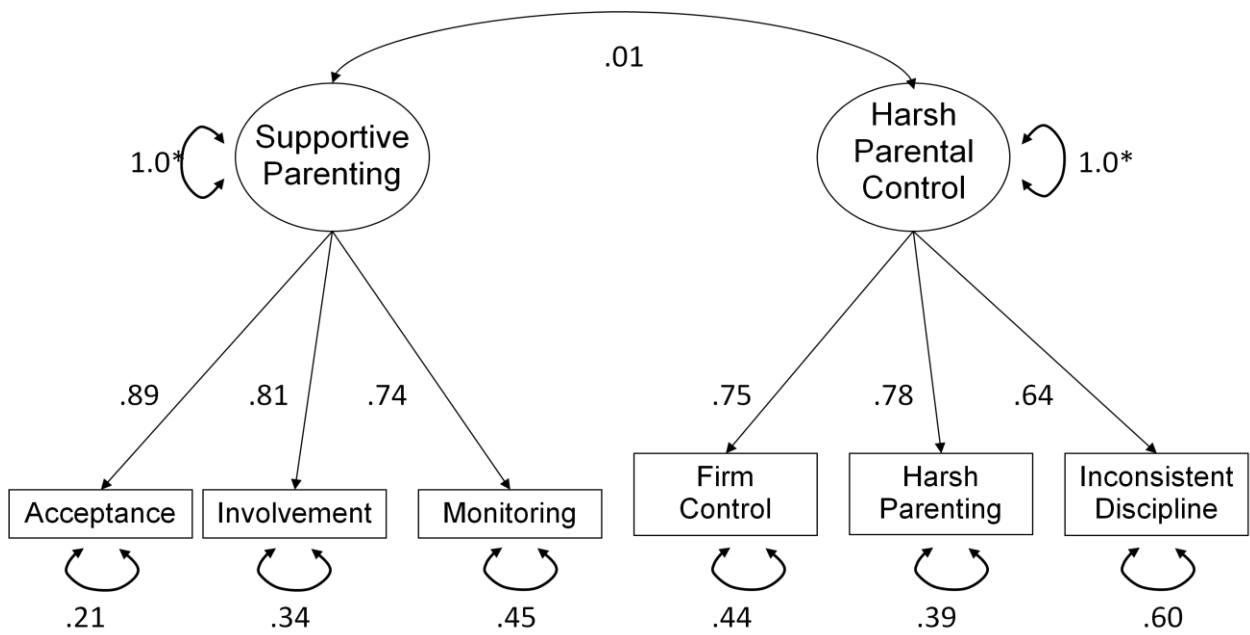 .01
Supportive
Parenting
1.0*
Harsh
Parental
Control
1.0*
.89
.81
.74
.75
.78
.64
Acceptance
Involvement
Monitoring
Firm
Control
Harsh
Parenting
Inconsistent
Discipline
.21
.34
.45
.44
.39
.60